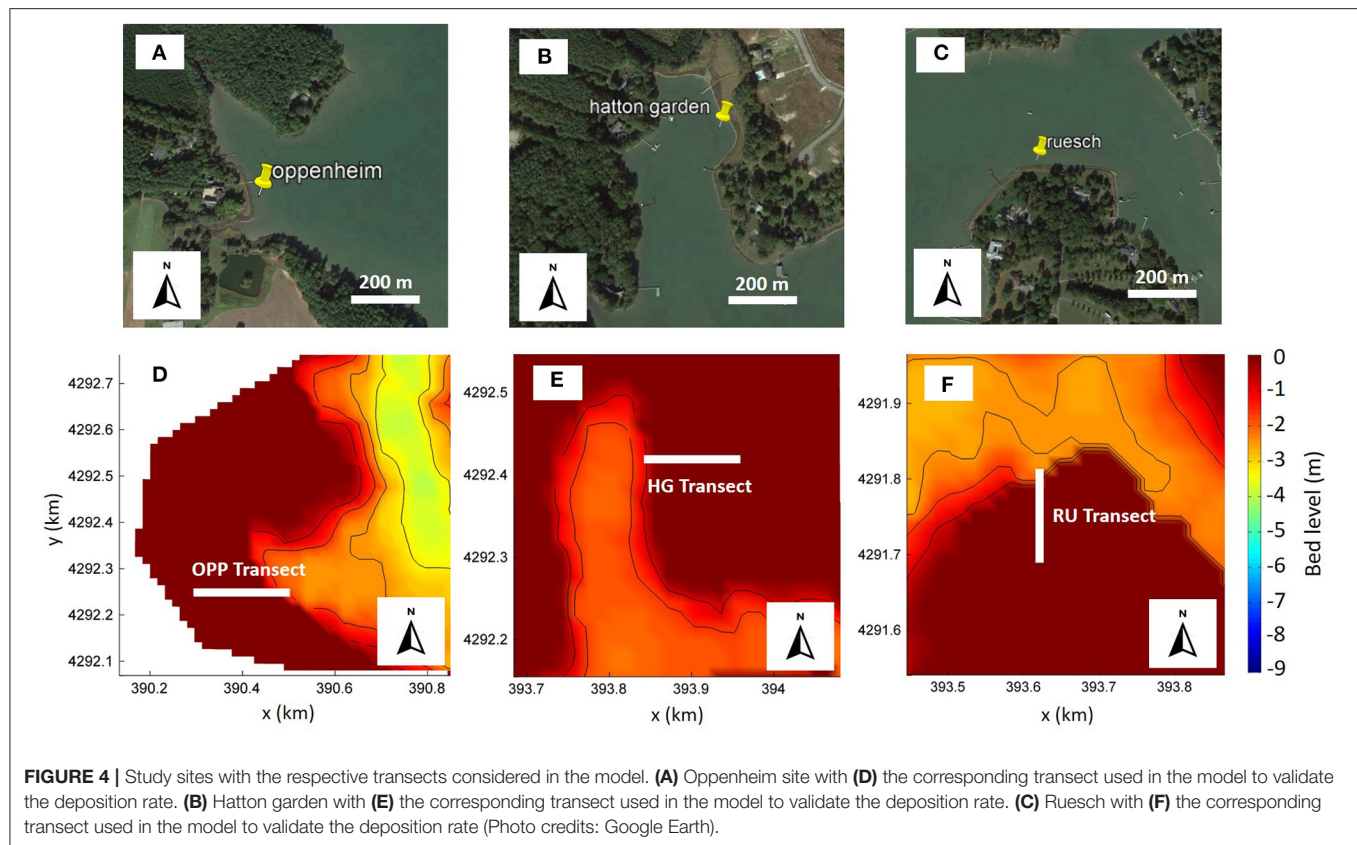 A
oppenheim
N
200 m
B
hatton garden
N
200 m
C
ruesch
N
200 m
D
4292.7
4292.6
4292.5
4292.4
4292.3
4292.2
4292.1
y (km)
OPP Transect
N
390.2 390.4 390.6 390.8
x (km)
E
4292.5
4292.4
4292.3
4292.2
HG Transect
N
393.7 393.8 393.9 394
x (km)
F
4291.9
4291.8
4291.7
4291.6
RU Transect
N
393.5 393.6 393.7 393.8
x (km)
0
-1
-2
-3
-4
-5
-6
-7
-8
-9
Bed level (m)
FIGURE 4 | Study sites with the respective transects considered in the model. (A) Oppenheim site with (D) the corresponding transect used in the model to validate
the deposition rate. (B) Hatton garden with (E) the corresponding transect used in the model to validate the deposition rate. (C) Ruesch with (F) the corresponding
transect used in the model to validate the deposition rate (Photo credits: Google Earth).